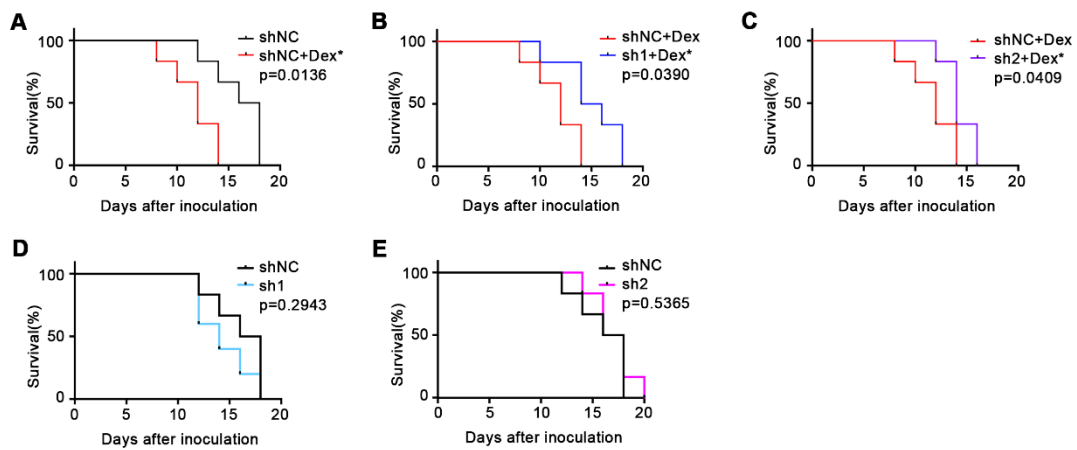 A
shNC
shNC+Dex*
p=0.0136
Survival(%)
100
50
0
0 5 10 15 20
Days after inoculation
B
shNC+Dex
sh1+Dex*
p=0.0390
Survival(%)
100
50
0
0 5 10 15 20
Days after inoculation
C
shNC+Dex
sh2+Dex*
p=0.0409
Survival(%)
100
50
0
0 5 10 15 20
Days after inoculation
D
shNC
sh1
p=0.2943
Survival(%)
100
50
0
0 5 10 15 20
Days after inoculation
E
shNC
sh2
p=0.5365
Survival(%)
100
50
0
0 5 10 15 20
Days after inoculation